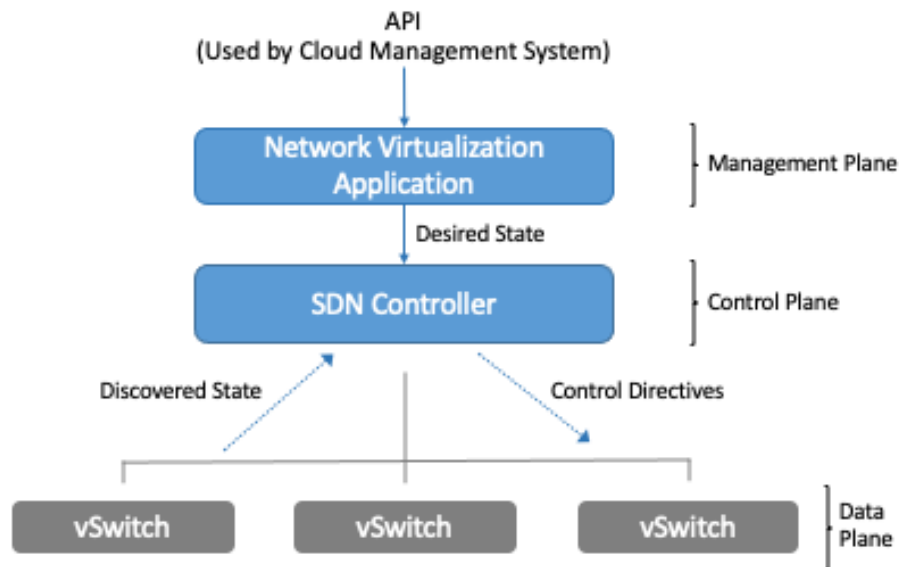 API
(Used by Cloud Management System)
Network Virtualization
Application
Management Plane
Desired State
SDN Controller
Control Plane
Discovered State
Control Directives
vSwitch
vSwitch
vSwitch
Data
Plane